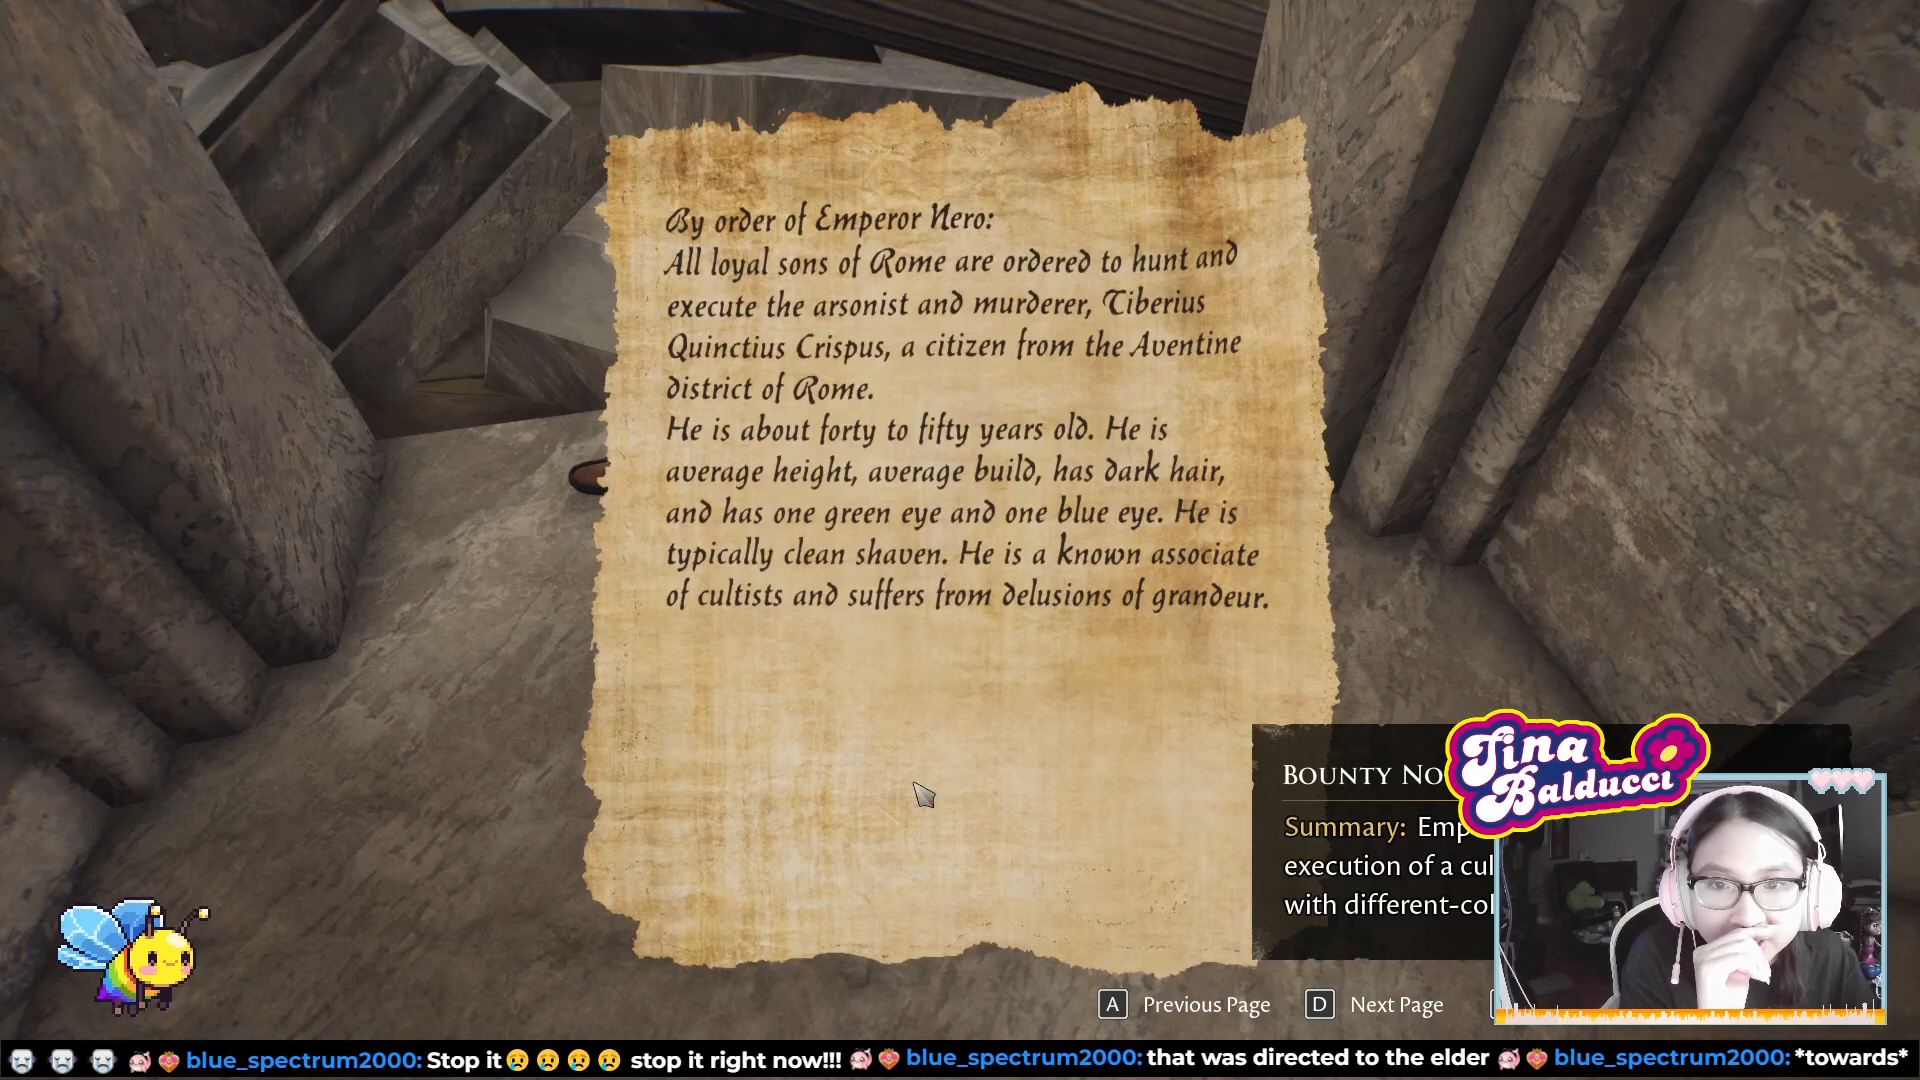 By order of Emperor Nero:
All loyal sons of Rome are ordered to hunt and
execute the arsonist and murderer, Tiberius
Quinctius Crispus, a citizen from the Aventine
district of Rome.
He is about forty to fifty years old. He is
average height, average build, has dark hair,
and has one green eye and one blue eye. He is
typically clean shaven. He is a known associate
of cultists and suffers from delusions of grandeur.
Bounty No
Summary: Emp
execution of a cul
with different-col
Tina
Balducci
A Previous Page D Next Page
blue_spectrum2000: Stop it😢😢😢😢 stop it right now!!! blue_spectrum2000: that was directed to the elder blue_spectrum2000: *towards*